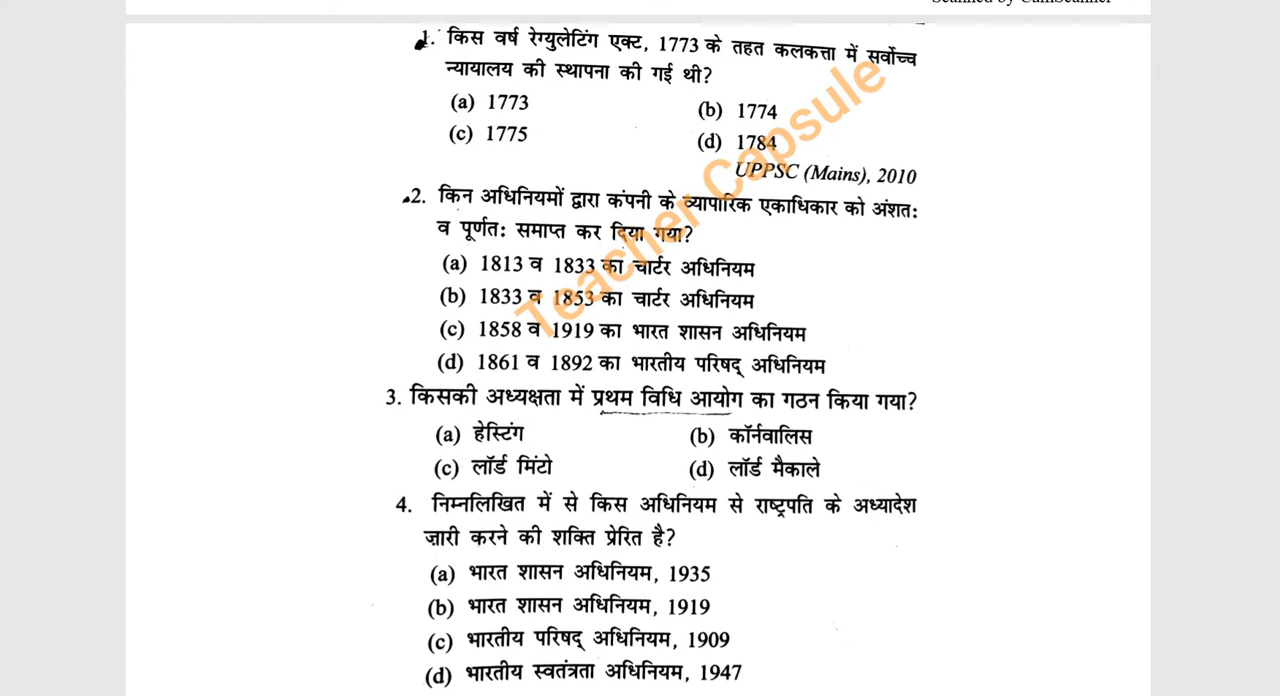 1. किस वर्ष रेग्युलेटिंग एक्ट, 1773 के तहत कलकत्ता में सर्वोच्च
न्यायालय की स्थापना की गई थी?
(a) 1773 (b) 1774
(c) 1775 (d) 1784
UPPSC (Mains), 2010
2. किन अधिनियमों द्वारा कंपनी के व्यापारिक एकाधिकार को अंशतः
व पूर्णतः समाप्त कर दिया गया?
(a) 1813 व 1833 का चार्टर अधिनियम
(b) 1833 व 1853 का चार्टर अधिनियम
(c) 1858 व 1919 का भारत शासन अधिनियम
(d) 1861 व 1892 का भारतीय परिषद् अधिनियम
3. किसकी अध्यक्षता में प्रथम विधि आयोग का गठन किया गया?
(a) हेस्टिंग (b) कॉर्नवालिस
(c) लॉर्ड मिंटो (d) लॉर्ड मैकाले
4. निम्नलिखित में से किस अधिनियम से राष्ट्रपति के अध्यादेश
जारी करने की शक्ति प्रेरित है?
(a) भारत शासन अधिनियम, 1935
(b) भारत शासन अधिनियम, 1919
(c) भारतीय परिषद् अधिनियम, 1909
(d) भारतीय स्वतंत्रता अधिनियम, 1947
Teacher Capsule